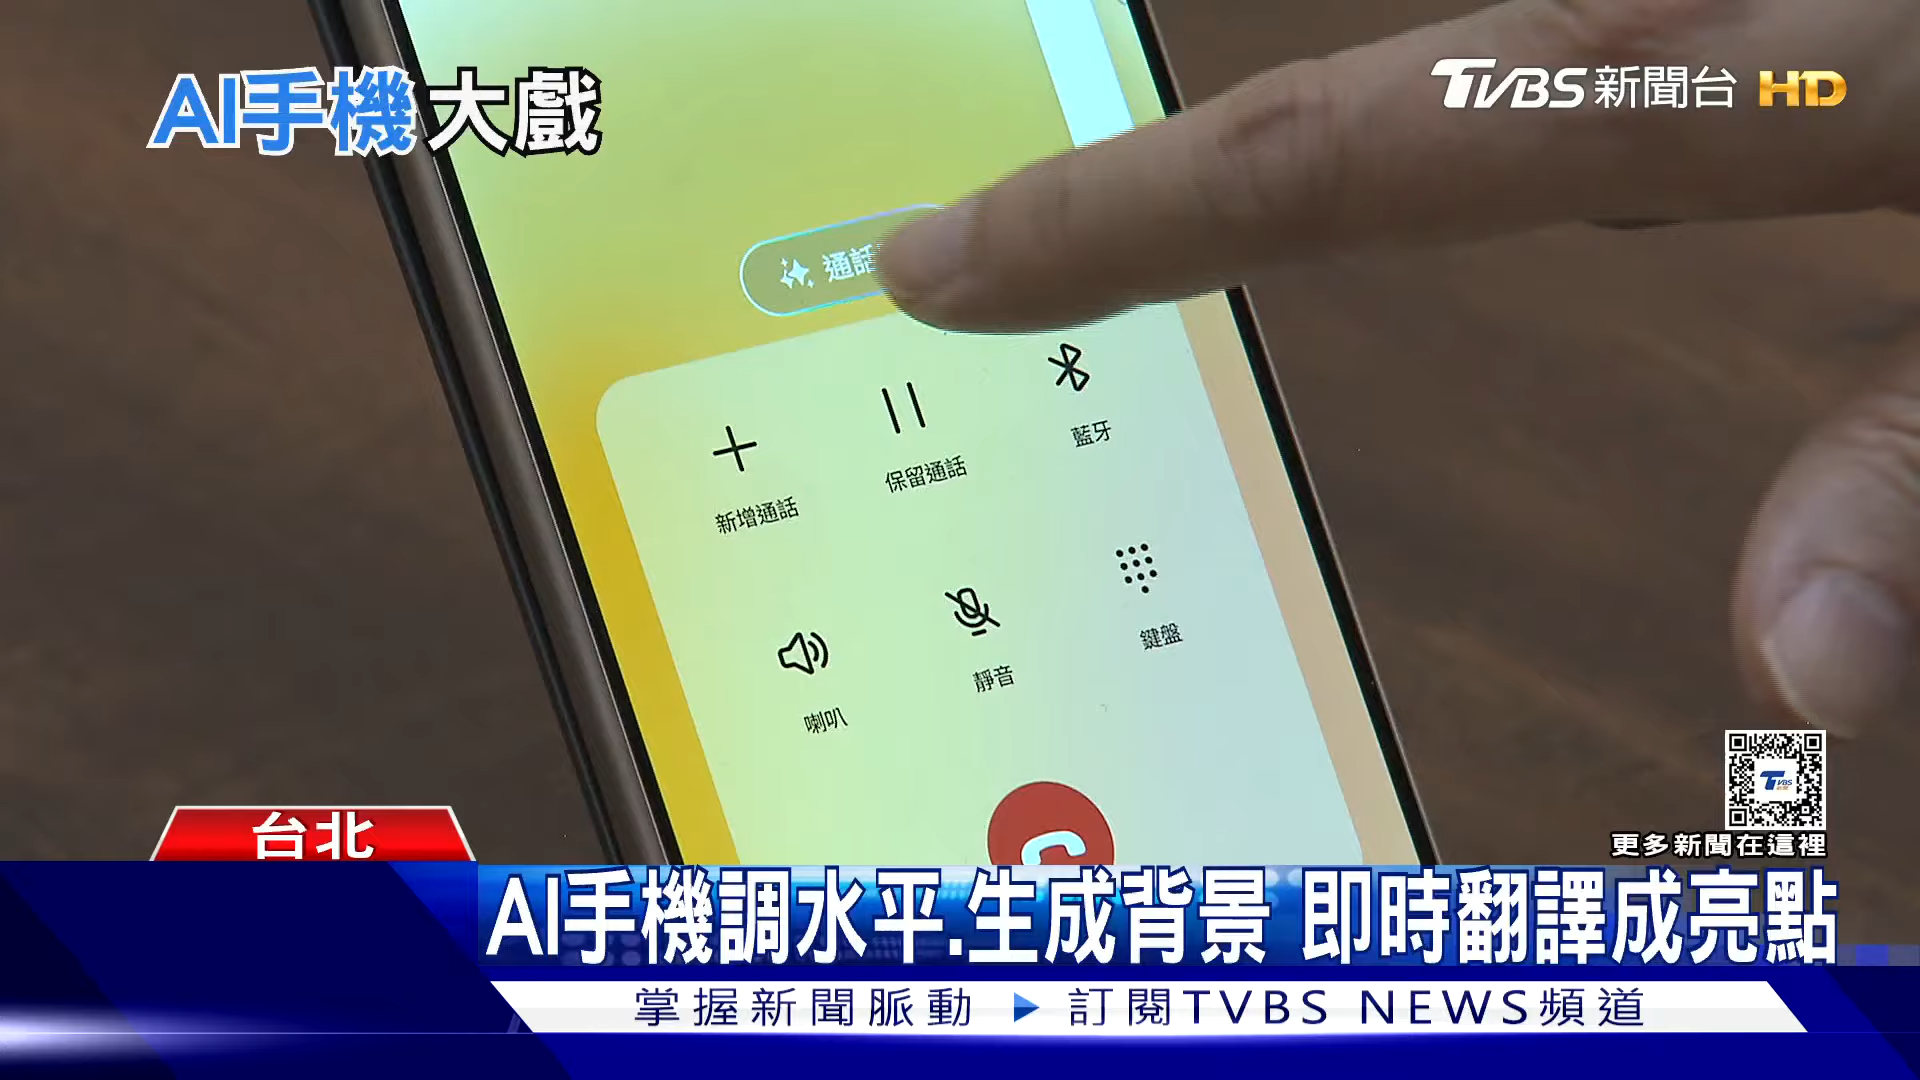 AI手機大戲
TVBS新聞台 HD
通話
新增通話
保留通話
藍牙
喇叭
靜音
鍵盤
TVBS
更多新聞在這裡
台北
AI手機調水平.生成背景 即時翻譯成亮點
掌握新聞脈動 ▶ 訂閱TVBS NEWS頻道